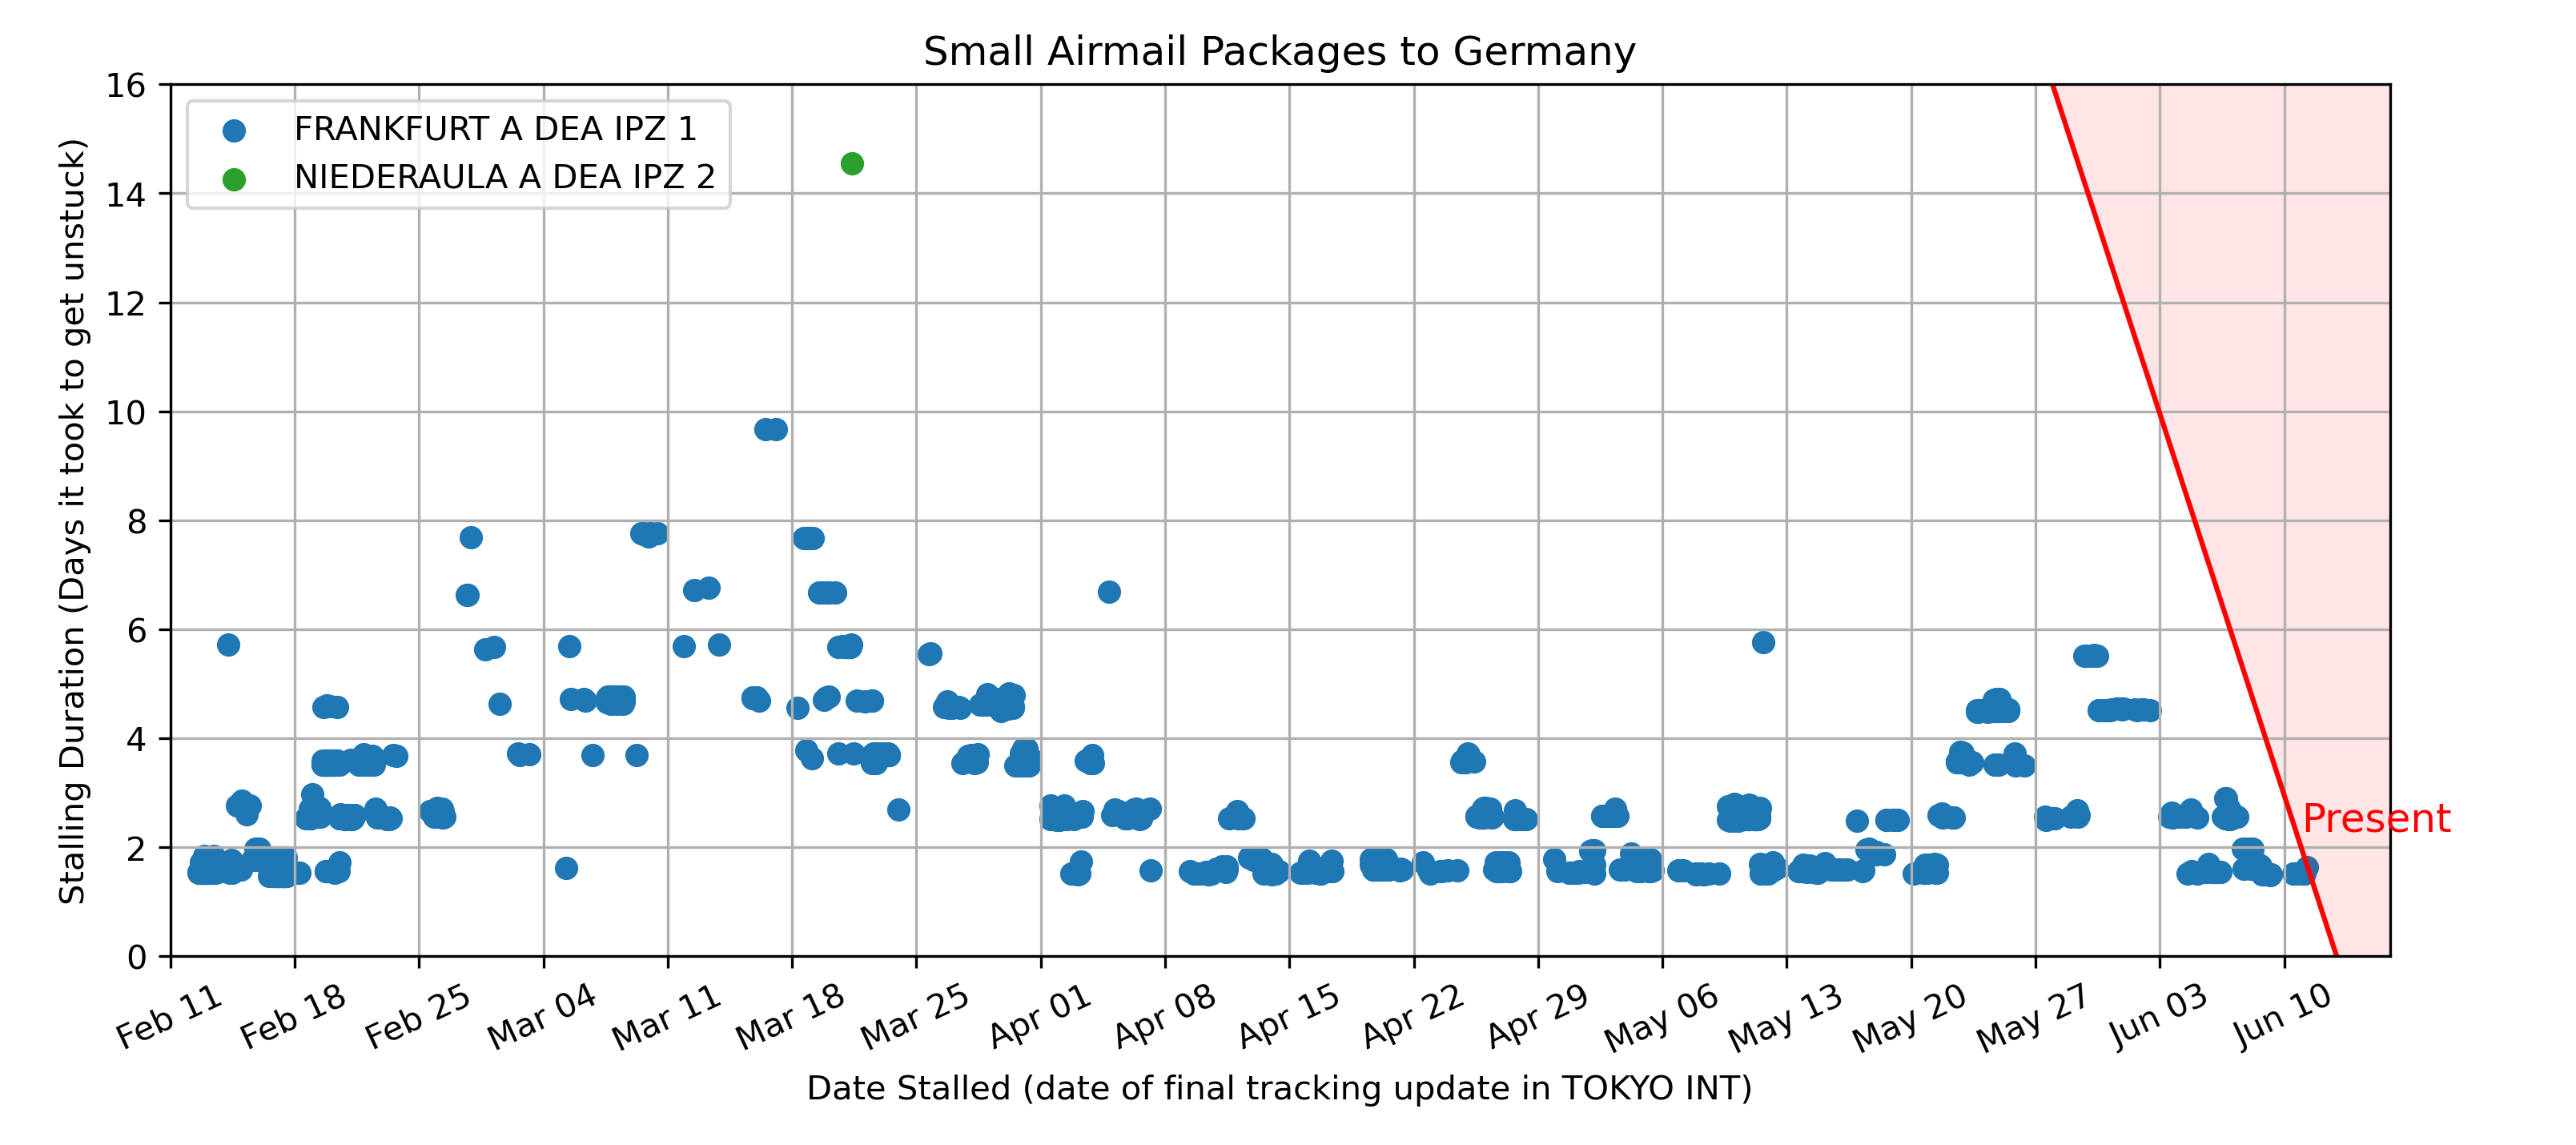 Small Airmail Packages to Germany
Stalling Duration (Days it took to get unstuck)
16
14
12
10
8
6
4
2
0
FRANKFURT A DEA IPZ 1
NIEDERAULA A DEA IPZ 2
Present
Feb 11
Feb 18
Feb 25
Mar 04
Mar 11
Mar 18
Mar 25
Apr 01
Apr 08
Apr 15
Apr 22
Apr 29
May 06
May 13
May 20
May 27
Jun 03
Jun 10
Date Stalled (date of final tracking update in TOKYO INT)